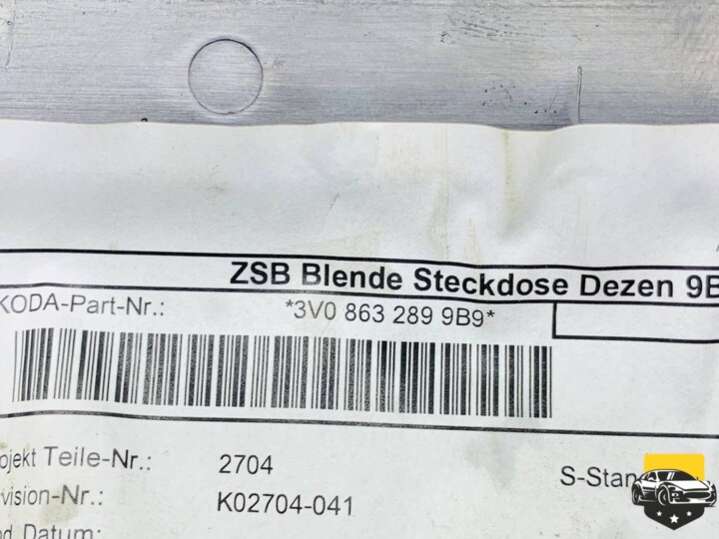 ZSB Blende Steckdose Dezen 9B
KODA-Part-Nr.: *3V0 863 289 9B9*
ojekt Teile-Nr.: 2704 S-Stan
vision-Nr.: K02704-041
nd Datum: